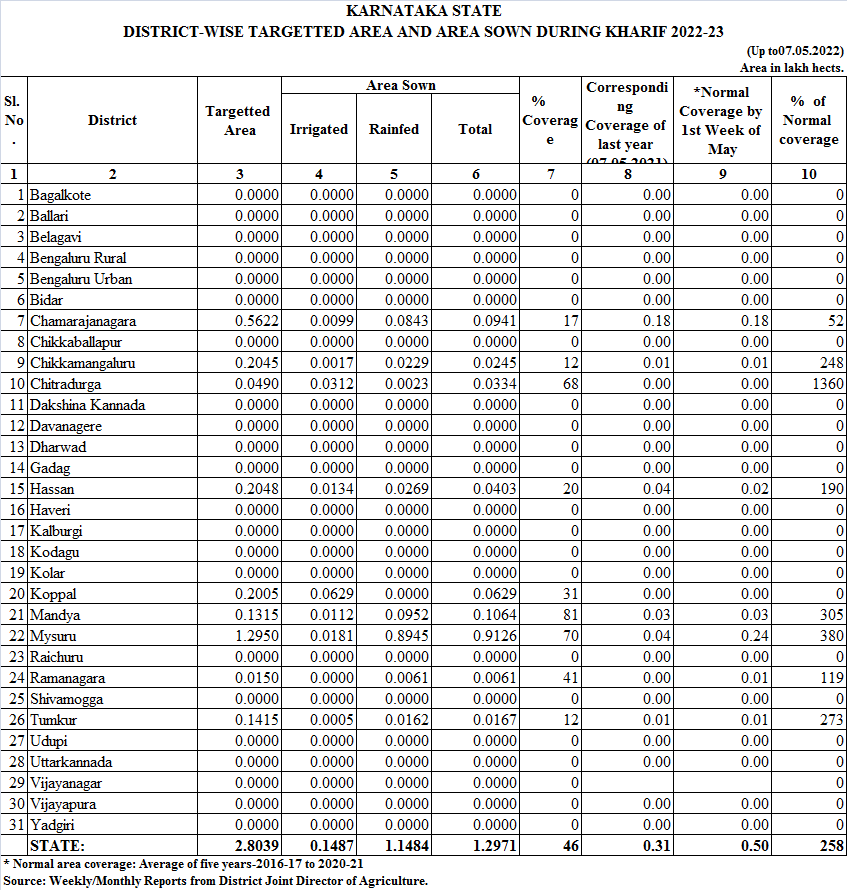 KARNATAKA STATE
DISTRICT-WISE TARGETTED AREA AND AREA SOWN DURING KHARIF 2022-23
(Up to07.05.2022)
Area in lakh hects.
Sl. No . District Targetted Area Area Sown Irrigated Rainfed Total % Coverag e Correspondi ng Coverage of last year (07.05.2021) *Normal Coverage by 1st Week of May % of Normal coverage
1 2 3 4 5 6 7 8 9 10
1 Bagalkote 0.0000 0.0000 0.0000 0.0000 0 0.00 0.00 0
2 Ballari 0.0000 0.0000 0.0000 0.0000 0 0.00 0.00 0
3 Belagavi 0.0000 0.0000 0.0000 0.0000 0 0.00 0.00 0
4 Bengaluru Rural 0.0000 0.0000 0.0000 0.0000 0 0.00 0.00 0
5 Bengaluru Urban 0.0000 0.0000 0.0000 0.0000 0 0.00 0.00 0
6 Bidar 0.0000 0.0000 0.0000 0.0000 0 0.00 0.00 0
7 Chamarajanagara 0.5622 0.0099 0.0843 0.0941 17 0.18 0.18 52
8 Chikkaballapur 0.0000 0.0000 0.0000 0.0000 0 0.00 0.00 0
9 Chikkamangaluru 0.2045 0.0017 0.0229 0.0245 12 0.01 0.01 248
10 Chitradurga 0.0490 0.0312 0.0023 0.0334 68 0.00 0.00 1360
11 Dakshina Kannada 0.0000 0.0000 0.0000 0.0000 0 0.00 0.00 0
12 Davanagere 0.0000 0.0000 0.0000 0.0000 0 0.00 0.00 0
13 Dharwad 0.0000 0.0000 0.0000 0.0000 0 0.00 0.00 0
14 Gadag 0.0000 0.0000 0.0000 0.0000 0 0.00 0.00 0
15 Hassan 0.2048 0.0134 0.0269 0.0403 20 0.04 0.02 190
16 Haveri 0.0000 0.0000 0.0000 0.0000 0 0.00 0.00 0
17 Kalburgi 0.0000 0.0000 0.0000 0.0000 0 0.00 0.00 0
18 Kodagu 0.0000 0.0000 0.0000 0.0000 0 0.00 0.00 0
19 Kolar 0.0000 0.0000 0.0000 0.0000 0 0.00 0.00 0
20 Koppal 0.2005 0.0629 0.0000 0.0629 31 0.00 0.00 0
21 Mandya 0.1315 0.0112 0.0952 0.1064 81 0.03 0.03 305
22 Mysuru 1.2950 0.0181 0.8945 0.9126 70 0.04 0.24 380
23 Raichuru 0.0000 0.0000 0.0000 0.0000 0 0.00 0.00 0
24 Ramanagara 0.0150 0.0000 0.0061 0.0061 41 0.00 0.01 119
25 Shivamogga 0.0000 0.0000 0.0000 0.0000 0 0.00 0.00 0
26 Tumkur 0.1415 0.0005 0.0162 0.0167 12 0.01 0.01 273
27 Udupi 0.0000 0.0000 0.0000 0.0000 0 0.00 0.00 0
28 Uttarkannada 0.0000 0.0000 0.0000 0.0000 0 0.00 0.00 0
29 Vijayanagar 0.0000 0.0000 0.0000 0.0000 0 0
30 Vijayapura 0.0000 0.0000 0.0000 0.0000 0 0.00 0.00 0
31 Yadgiri 0.0000 0.0000 0.0000 0.0000 0 0.00 0.00 0
STATE: 2.8039 0.1487 1.1484 1.2971 46 0.31 0.50 258
* Normal area coverage: Average of five years-2016-17 to 2020-21
Source: Weekly/Monthly Reports from District Joint Director of Agriculture.